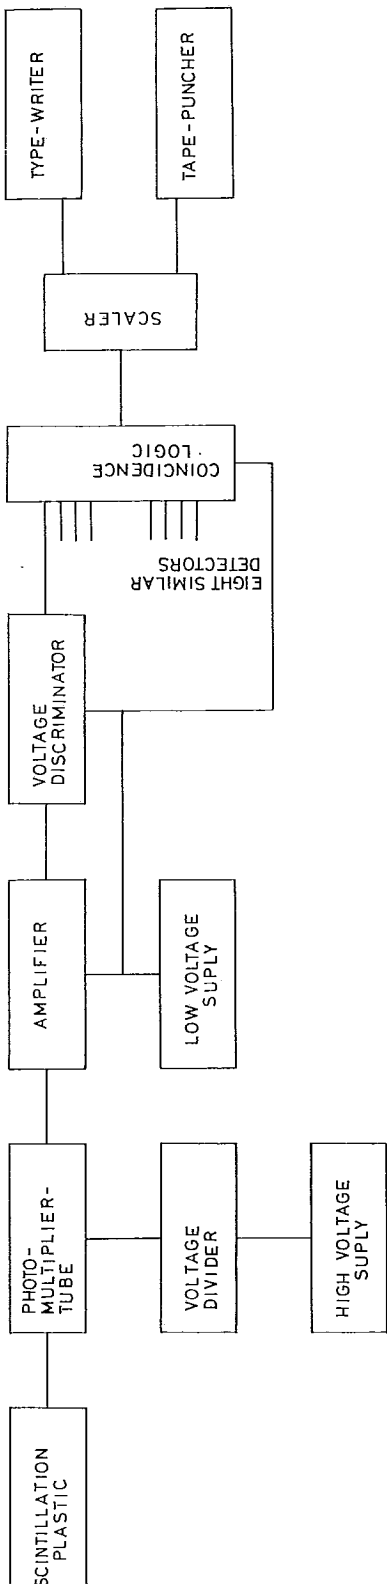 SCINTILLATION
PLASTIC
PHOTO-
MULTIPLIER-
TUBE
VOLTAGE
DIVIDER
HIGH VOLTAGE
SUPLY
AMPLIFIER
LOW VOLTAGE
SUPLY
VOLTAGE
DISCRIMINATOR
EIGHT SIMILAR
DETECTORS
COINCIDENCE
LOGIC
SCALER
TYPE-WRITER
TAPE-PUNCHER